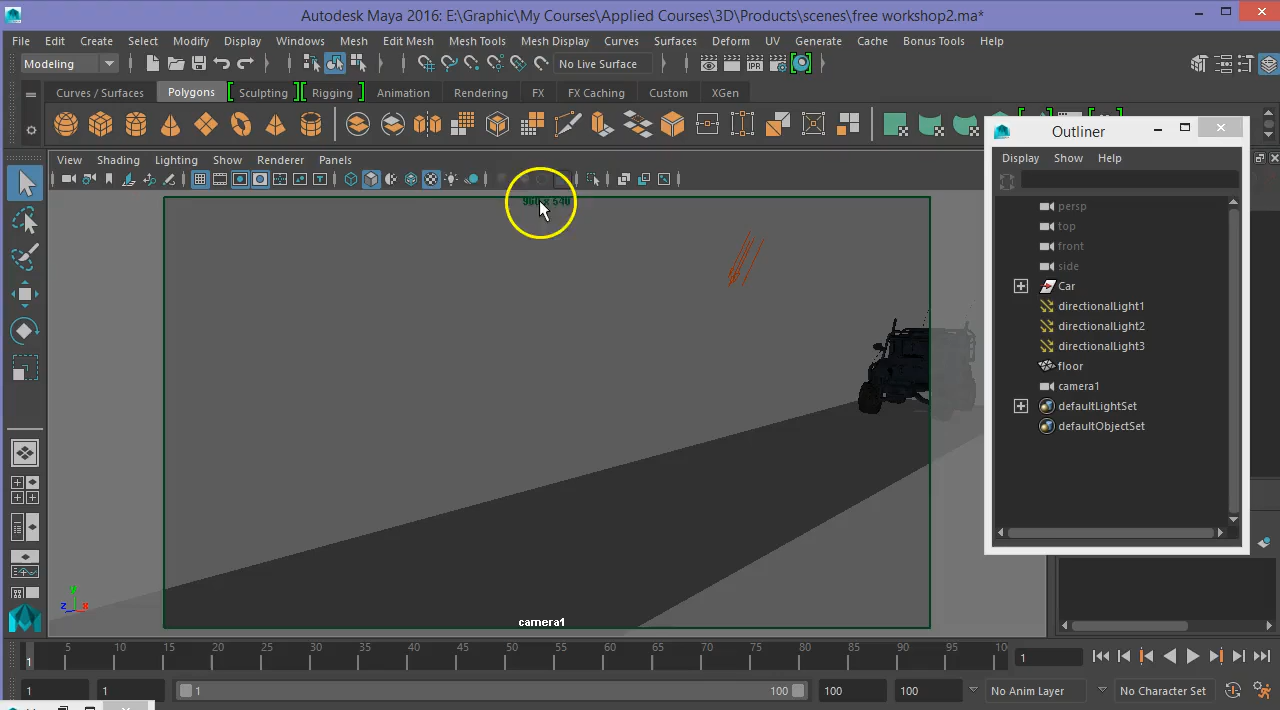 Autodesk Maya 2016: E:\Graphic\My Courses\Applied Courses\3D\Products\scenes\free workshop2.ma*
File Edit Create Select Modify Display Windows Mesh Edit Mesh Mesh Tools Mesh Display Curves Surfaces Deform UV Generate Cache Bonus Tools Help
Modeling No Live Surface
Curves / Surfaces Polygons Sculpting Rigging Animation Rendering FX FX Caching Custom XGen
Outliner
View Shading Lighting Show Renderer Panels
Display Show Help
960 x 540
persp
top
front
side
Car
directionalLight1
directionalLight2
directionalLight3
floor
camera1
defaultLightSet
defaultObjectSet
y
z x
camera1
5 10 15 20 25 30 35 40 45 50 55 60 65 70 75 80 85 90 95 10
1 1
1 1 1 100 100 100 No Anim Layer No Character Set